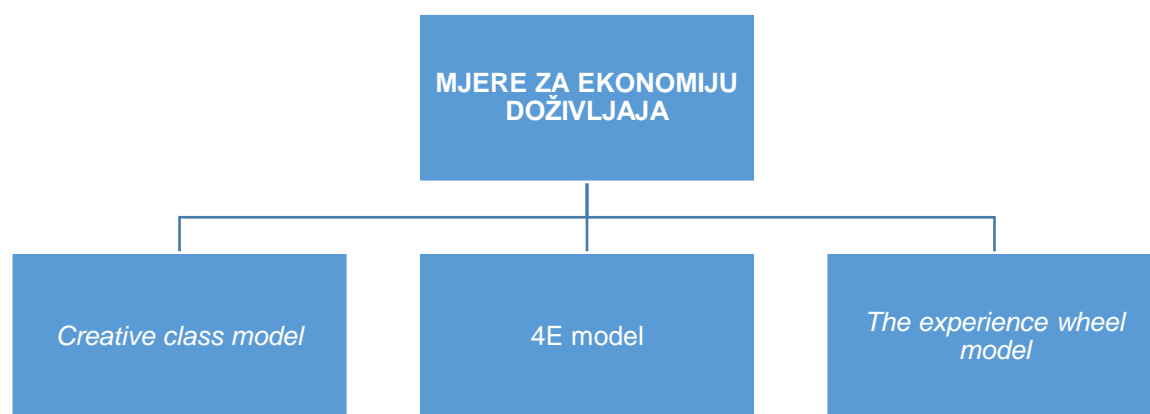 MJERE ZA EKONOMIJU
DOŽIVLJAJA
Creative class model
4E model
The experience wheel
model